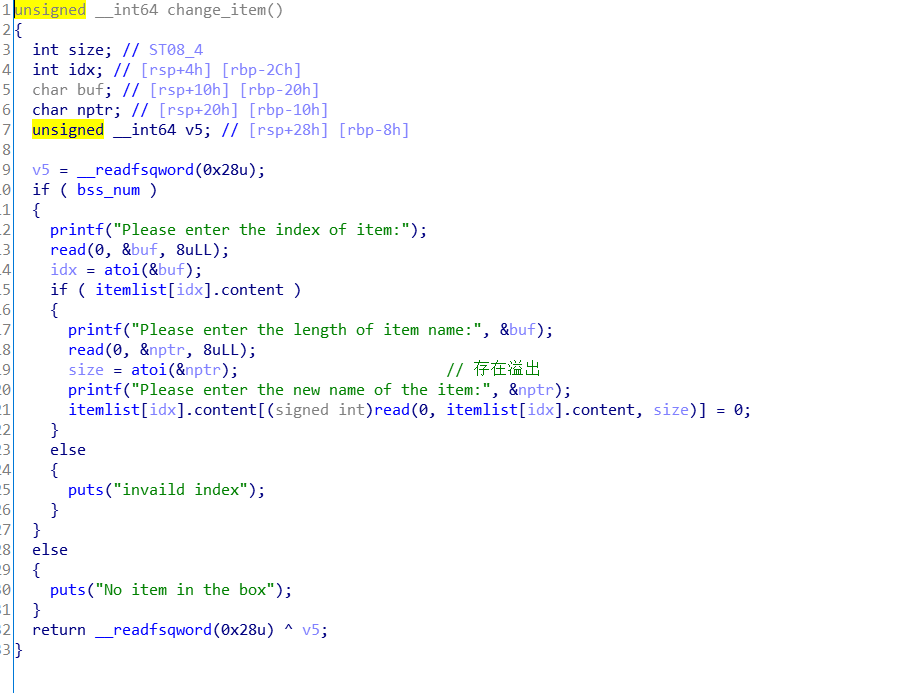 1 unsigned __int64 change_item()
2 {
3 int size; // ST08_4
4 int idx; // [rsp+4h] [rbp-2Ch]
5 char buf; // [rsp+10h] [rbp-20h]
6 char nptr; // [rsp+20h] [rbp-10h]
7 unsigned __int64 v5; // [rsp+28h] [rbp-8h]
8
9 v5 = __readfsqword(0x28u);
0 if ( bss_num )
1 {
2 printf("Please enter the index of item:");
3 read(0, &buf, 8uLL);
4 idx = atoi(&buf);
5 if ( itemlist[idx].content )
6 {
7 printf("Please enter the length of item name:", &buf);
8 read(0, &nptr, 8uLL);
9 size = atoi(&nptr); // 存在溢出
0 printf("Please enter the new name of the item:", &nptr);
1 itemlist[idx].content[(signed int)read(0, itemlist[idx].content, size)] = 0;
2 }
3 else
4 {
5 puts("invaild index");
6 }
7 }
8 else
9 {
0 puts("No item in the box");
1 }
2 return __readfsqword(0x28u) ^ v5;
3 }